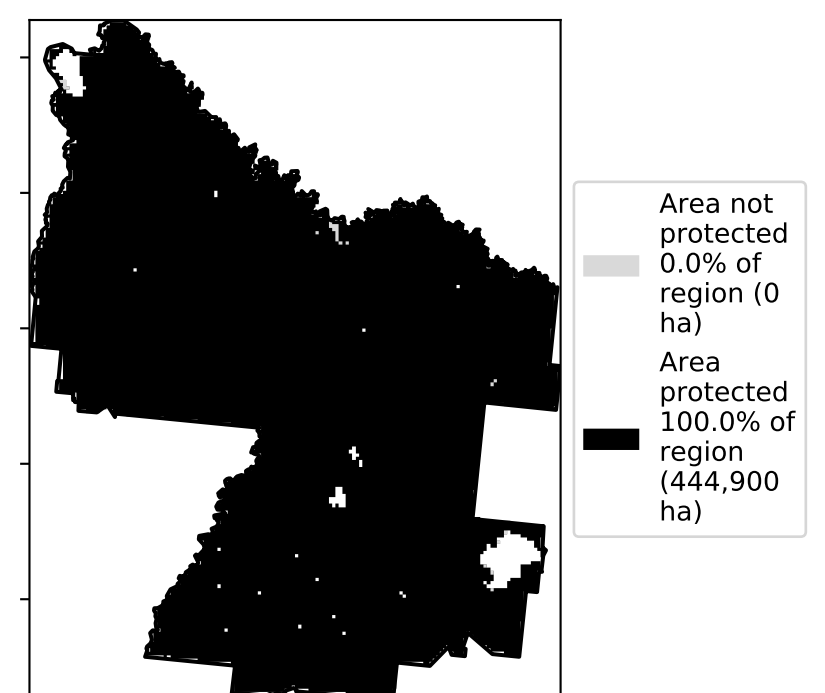 Area not
protected
0.0% of
region (0
ha)
Area
protected
100.0% of
region
(444,900
ha)